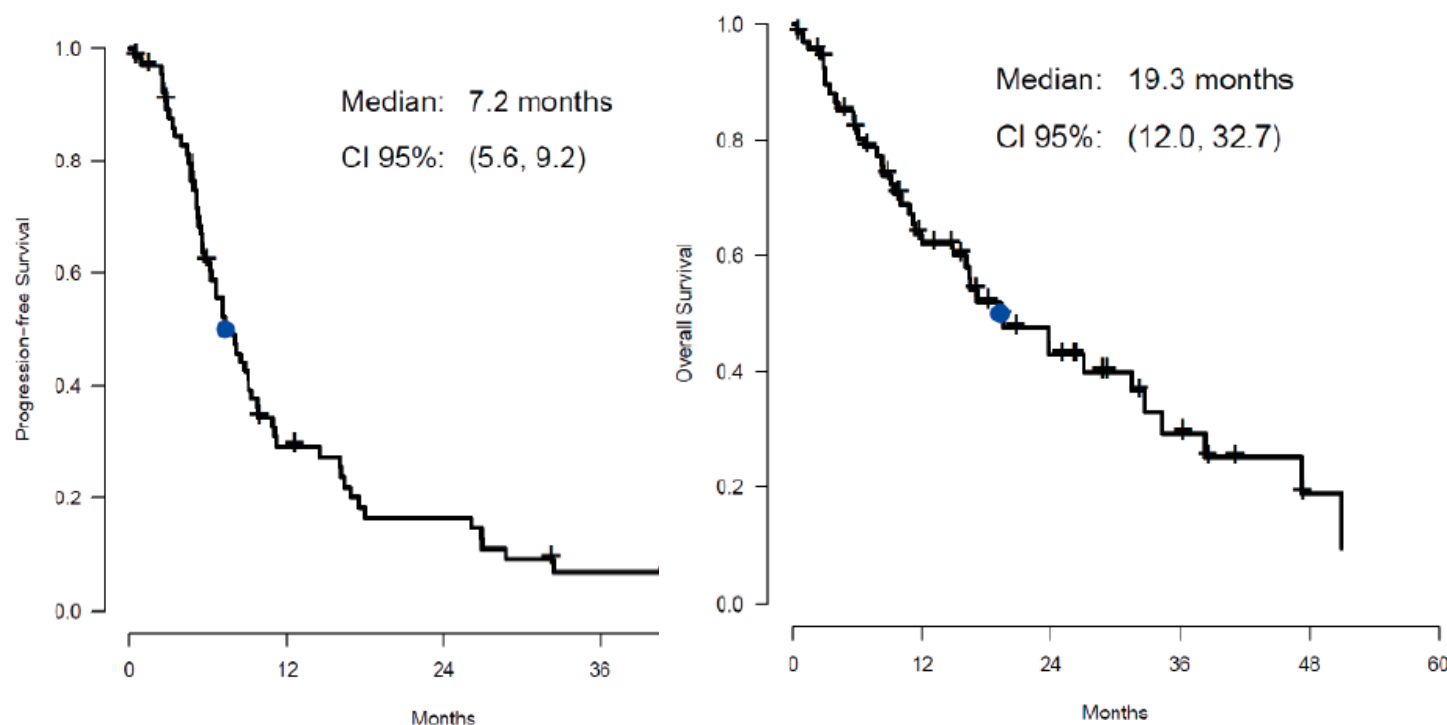 Progression-free Survival
1.0
0.8
0.6
0.4
0.2
0.0
Median: 7.2 months
CI 95%: (5.6, 9.2)
0 12 24 36
Months
Overall Survival
1.0
0.8
0.6
0.4
0.2
0.0
Median: 19.3 months
CI 95%: (12.0, 32.7)
0 12 24 36 48 60
Months